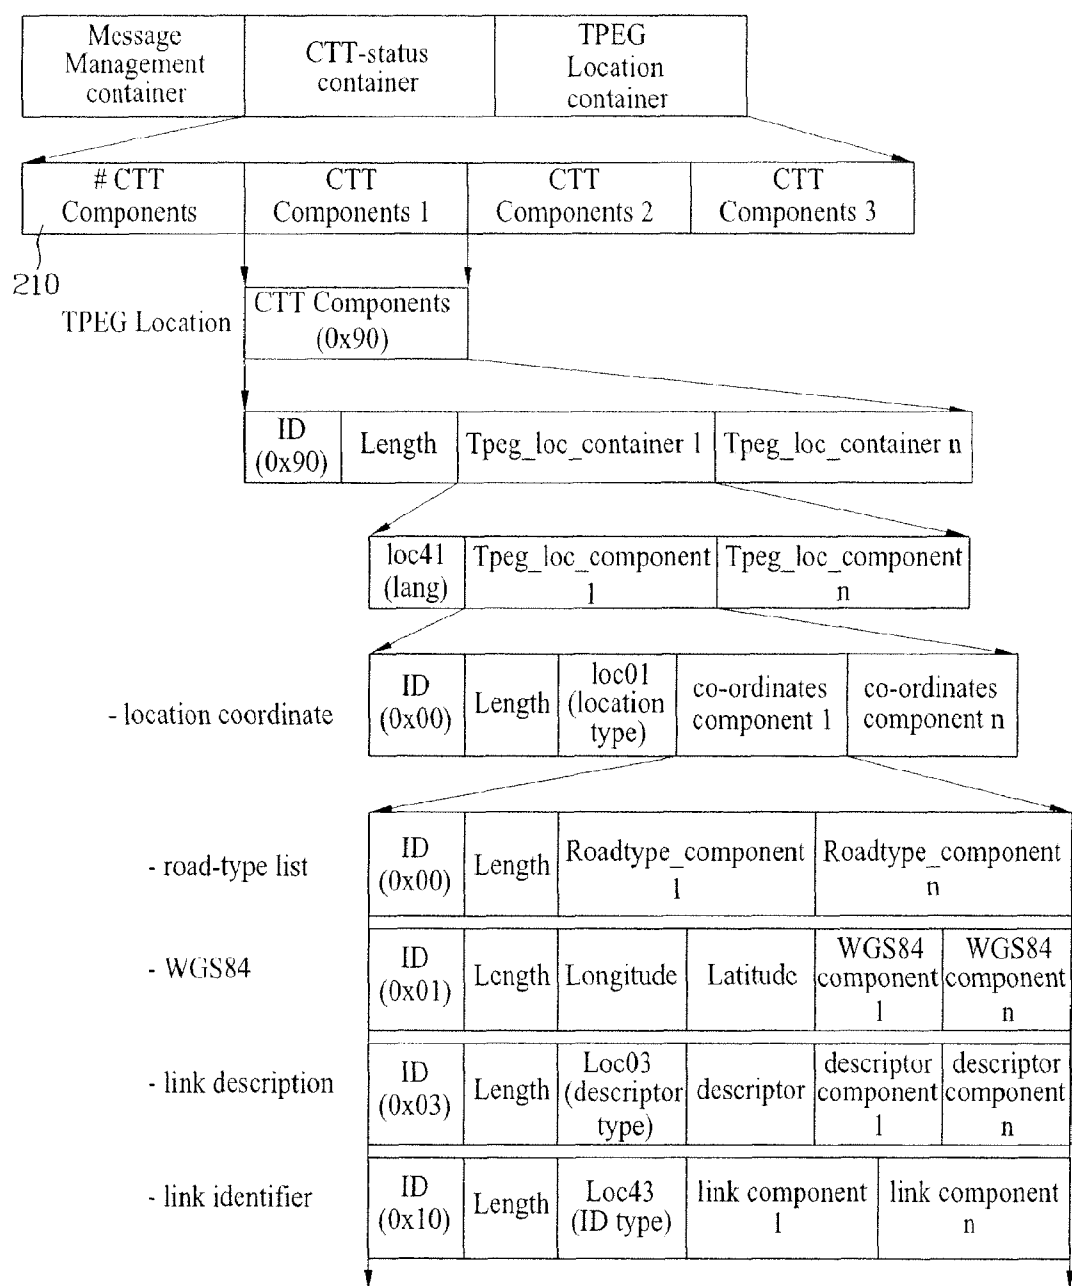 Message
Management
container
CTT-status
container
TPEG
Location
container
# CTT
Components
CTT
Components 1
CTT
Components 2
CTT
Components 3
210
TPEG Location
CTT Components
(0x90)
ID
(0x90)
Length
Tpeg_loc_container 1
Tpeg_loc_container n
loc41
(lang)
Tpeg_loc_component
1
Tpeg_loc_component
n
- location coordinate
ID
(0x00)
Length
loc01
(location
type)
co-ordinates
component 1
co-ordinates
component n
- road-type list
ID
(0x00)
Length
Roadtype_component
1
Roadtype_component
n
- WGS84
ID
(0x01)
Length
Longitude
Latitude
WGS84
component
1
WGS84
component
n
- link description
ID
(0x03)
Length
Loc03
(descriptor
type)
descriptor
descriptor
component
1
descriptor
component
n
- link identifier
ID
(0x10)
Length
Loc43
(ID type)
link component
1
link component
n